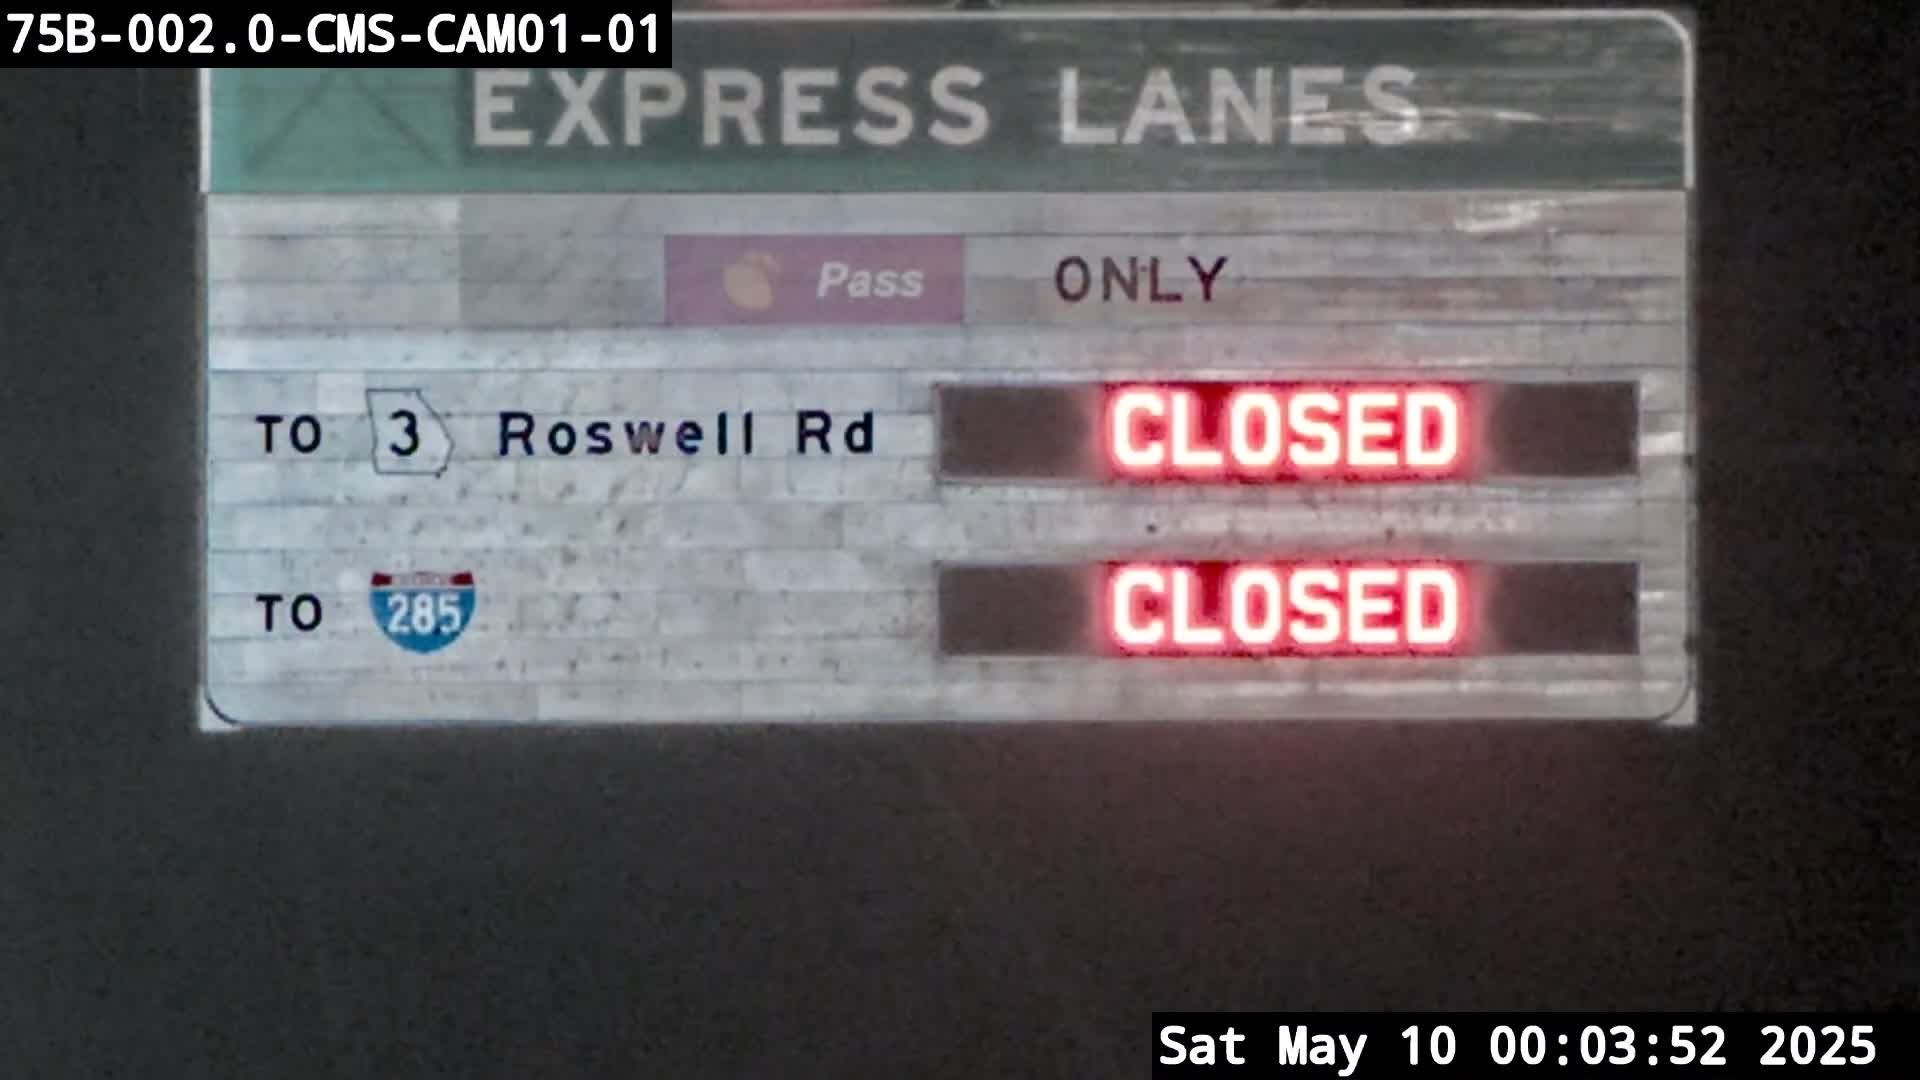 75B-002.0-CMS-CAM01-01
EXPRESS LANES
Pass ONLY
TO 3 Roswell Rd CLOSED
TO 285 CLOSED
Sat May 10 00:03:52 2025